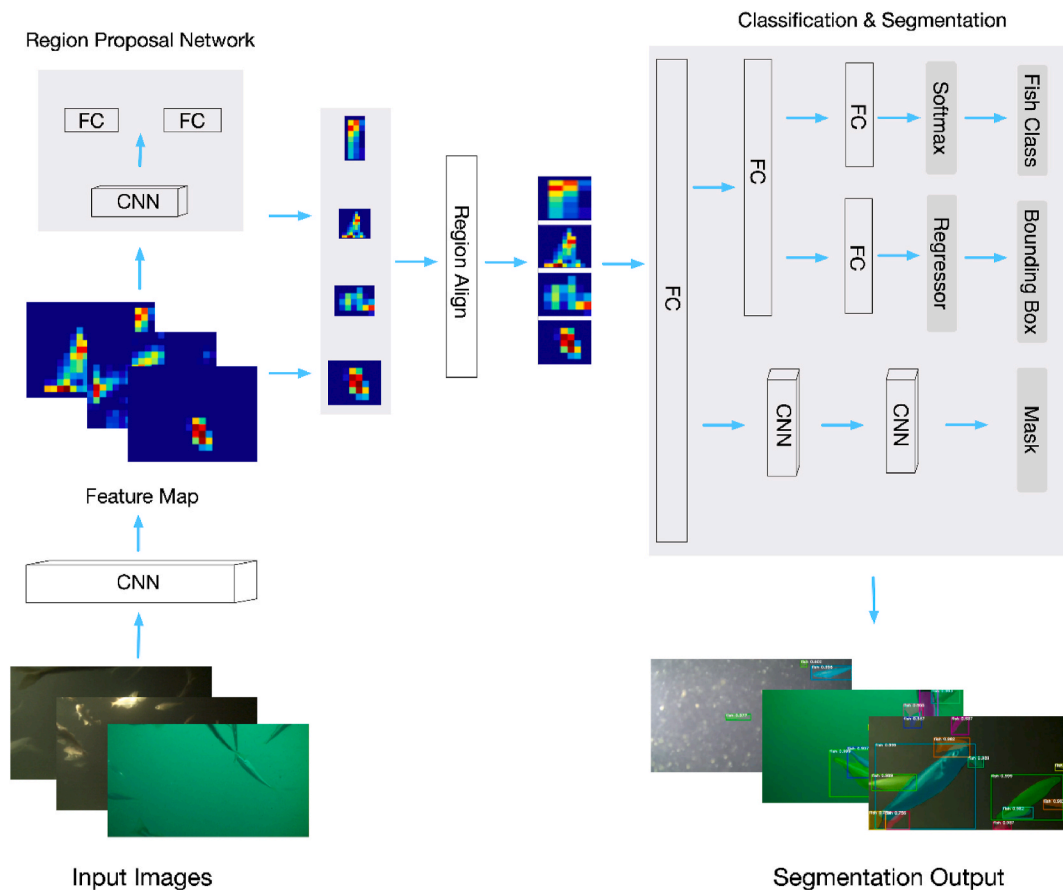 Classification & Segmentation
Region Proposal Network
FC
FC
CNN
Region Align
FC
FC
FC
Softmax
Fish Class
FC
Regressor
Bounding Box
CNN
CNN
Mask
Feature Map
CNN
Input Images
Segmentation Output